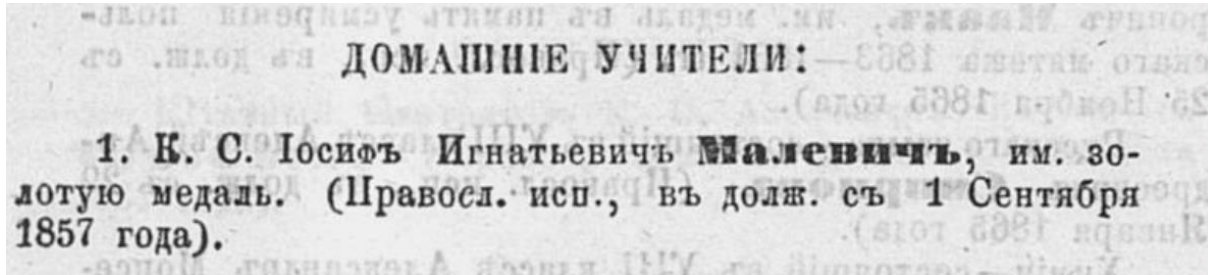 ДОМАШНІЕ УЧИТЕЛИ:
1. К. С. Іосифъ Игнатьевичъ Малевичъ, им. зо-
лотую медаль. (Правосл. исп., въ долж. съ 1 Сентября
1857 года).